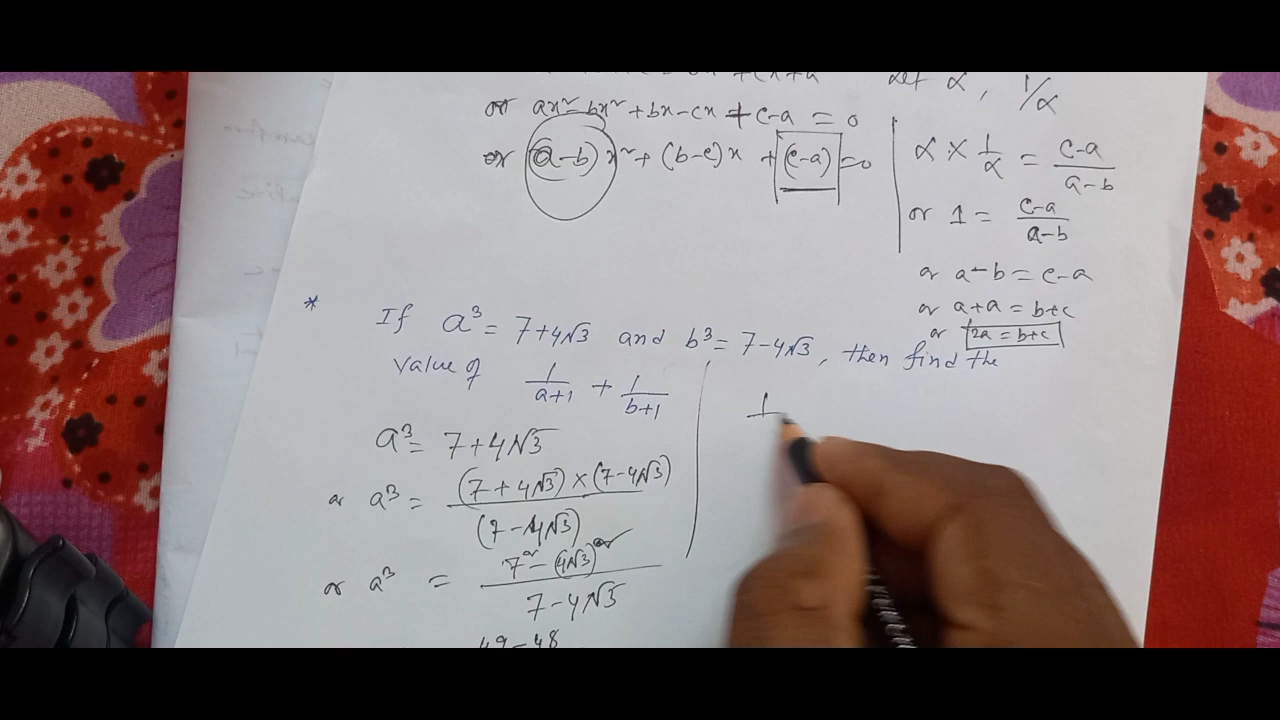 or ax² - bx² + bx - cx + c-a = 0
or (a-b) x² + (b-c)x + (c-a) = 0
Let α, 1/α
α × 1/α = c-a/a-b
or 1 = c-a/a-b
or a-b = c-a
or a+a = b+c
or 2a = b+c
* If a³ = 7+4√3 and b³ = 7-4√3, then find the
value of 1/a+1 + 1/b+1
a³ = 7+4√3
or a³ = (7+4√3)×(7-4√3)/(7-4√3)
or a³ = 7² - (4√3)²/7-4√3
49-48
1